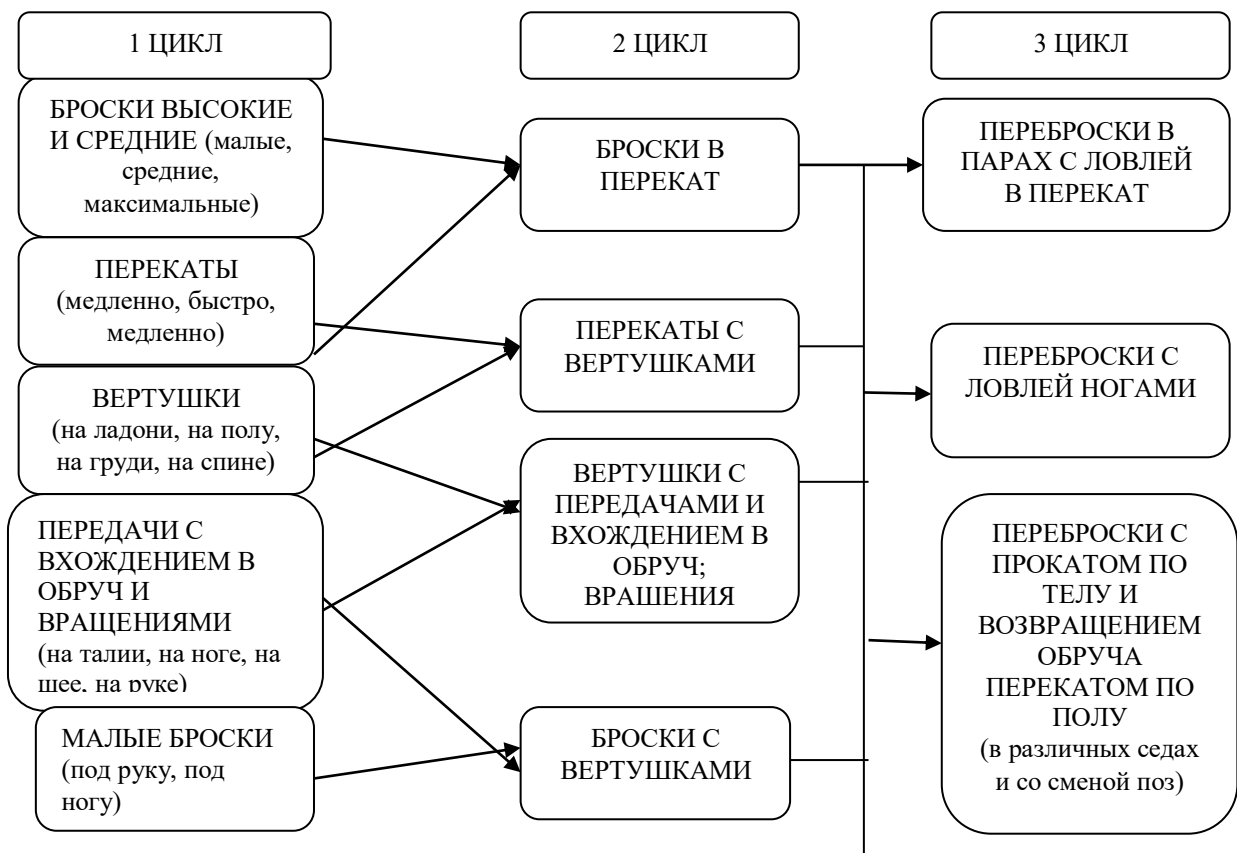 1 ЦИКЛ
БРОСКИ ВЫСОКИЕ
И СРЕДНИЕ (малые,
средние,
максимальные)
ПЕРЕКАТЫ
(медленно, быстро,
медленно)
ВЕРТУШКИ
(на ладони, на полу,
на груди, на спине)
ПЕРЕДАЧИ С
ВХОЖДЕНИЕМ В
ОБРУЧ И
ВРАЩЕНИЯМИ
(на талии, на ноге, на
шее, на руке)
МАЛЫЕ БРОСКИ
(под руку, под
ногу)
2 ЦИКЛ
БРОСКИ В
ПЕРЕКАТ
ПЕРЕКАТЫ С
ВЕРТУШКАМИ
ВЕРТУШКИ С
ПЕРЕДАЧАМИ И
ВХОЖДЕНИЕМ В
ОБРУЧ;
ВРАШЕНИЯ
БРОСКИ С
ВЕРТУШКАМИ
3 ЦИКЛ
ПЕРЕБРОСКИ В
ПАРАХ С ЛОВЛЕЙ
В ПЕРЕКАТ
ПЕРЕБРОСКИ С
ЛОВЛЕЙ НОГАМИ
ПЕРЕБРОСКИ С
ПРОКАТОМ ПО
ТЕЛУ И
ВОЗВРАЩЕНИЕМ
ОБРУЧА
ПЕРЕКАТОМ ПО
ПОЛУ
(в различных седах
и со сменой поз)